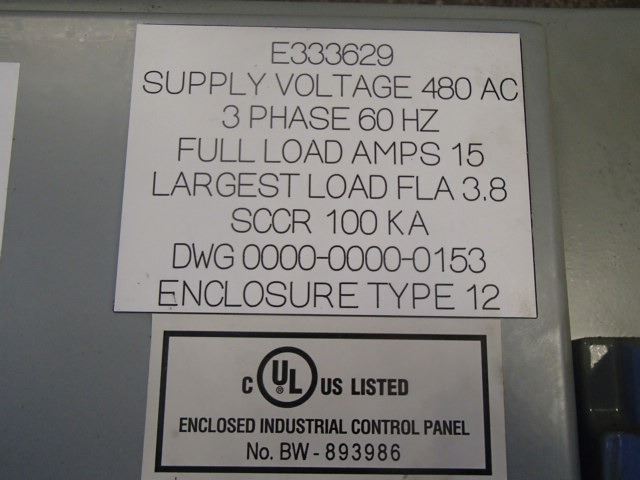 E333629
SUPPLY VOLTAGE 480 AC
3 PHASE 60 HZ
FULL LOAD AMPS 15
LARGEST LOAD FLA 3.8
SCCR 100 KA
DWG 0000-0000-0153
ENCLOSURE TYPE 12
C UL ® US LISTED
ENCLOSED INDUSTRIAL CONTROL PANEL
No. BW - 893986